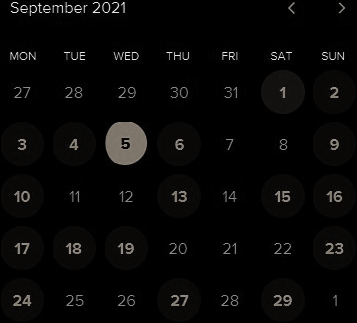 September 2021
MON TUE WED THU FRI SAT SUN
27 28 29 30 31 1 2
3 4 5 6 7 8 9
10 11 12 13 14 15 16
17 18 19 20 21 22 23
24 25 26 27 28 29 1